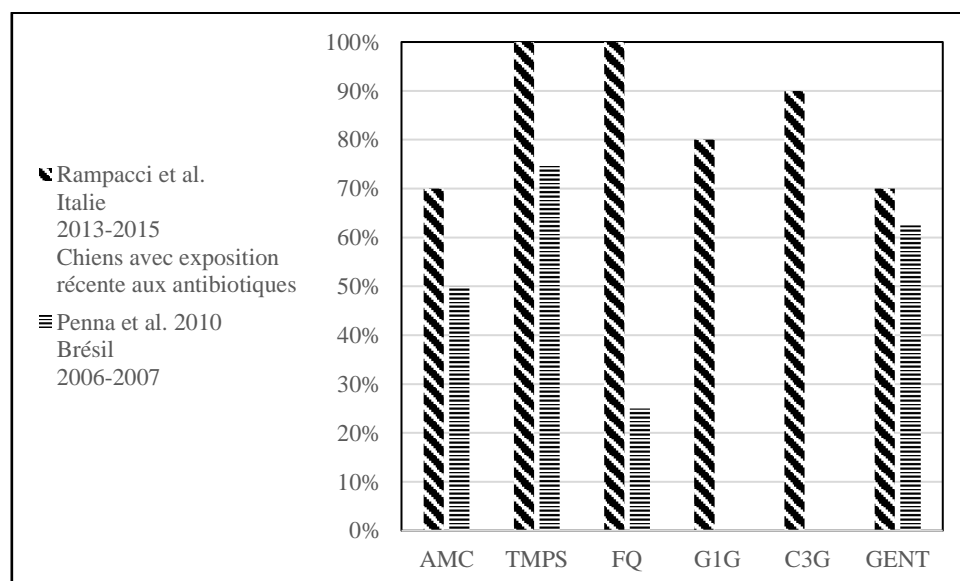 Rampacci et al.
Italie
2013-2015
Chiens avec exposition
récente aux antibiotiques
Penna et al. 2010
Brésil
2006-2007
100%
90%
80%
70%
60%
50%
40%
30%
20%
10%
0%
AMC TMPS FQ G1G C3G GENT